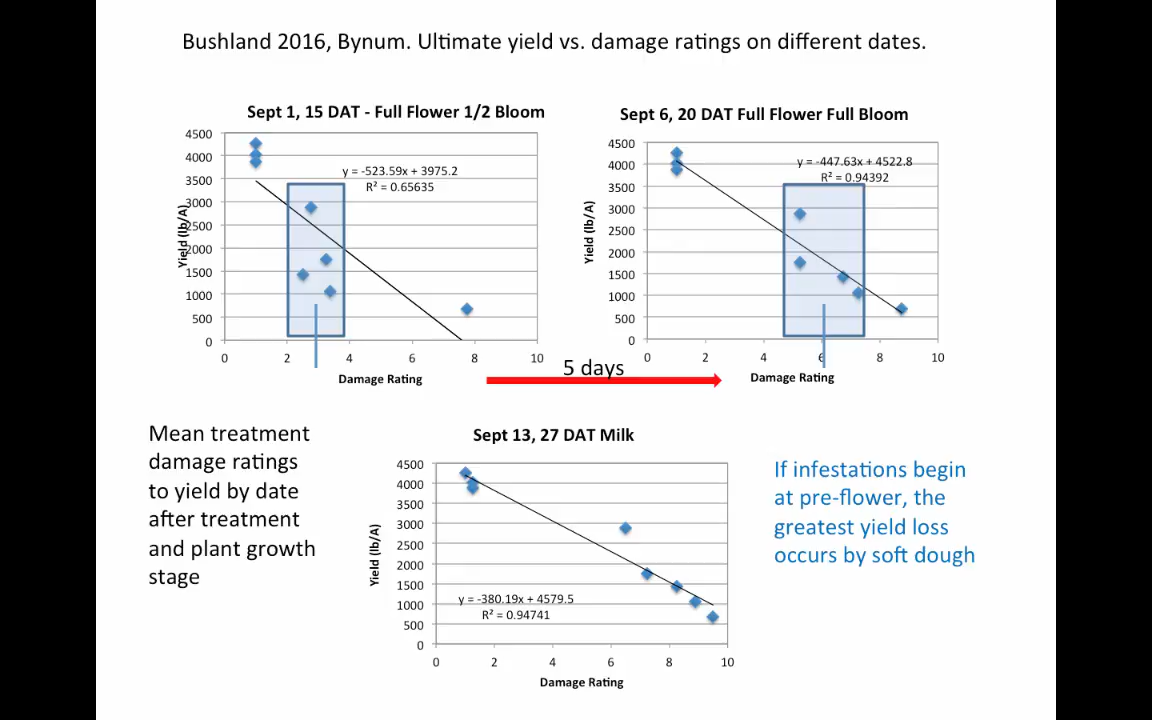 Bushland 2016, Bynum. Ultimate yield vs. damage ratings on different dates.
Sept 1, 15 DAT - Full Flower 1/2 Bloom
4500
4000
3500
3000
2500
2000
1500
1000
500
0
Yield (lb/A)
y = -523.59x + 3975.2
R² = 0.65635
0 2 4 6 8 10
Damage Rating
Sept 6, 20 DAT Full Flower Full Bloom
4500
4000
3500
3000
2500
2000
1500
1000
500
0
Yield (lb/A)
y = -447.63x + 4522.8
R² = 0.94392
0 2 4 6 8 10
Damage Rating
5 days
Mean treatment
damage ratings
to yield by date
after treatment
and plant growth
stage
Sept 13, 27 DAT Milk
4500
4000
3500
3000
2500
2000
1500
1000
500
0
Yield (lb/A)
y = -380.19x + 4579.5
R² = 0.94741
0 2 4 6 8 10
Damage Rating
If infestations begin
at pre-flower, the
greatest yield loss
occurs by soft dough